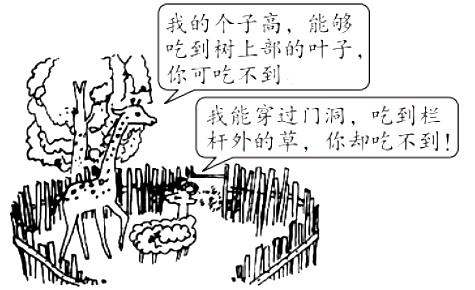 我的个子高，能够
吃到树上部的叶子，
你可吃不到
我能穿过门洞，吃到栏
杆外的草，你却吃不到！